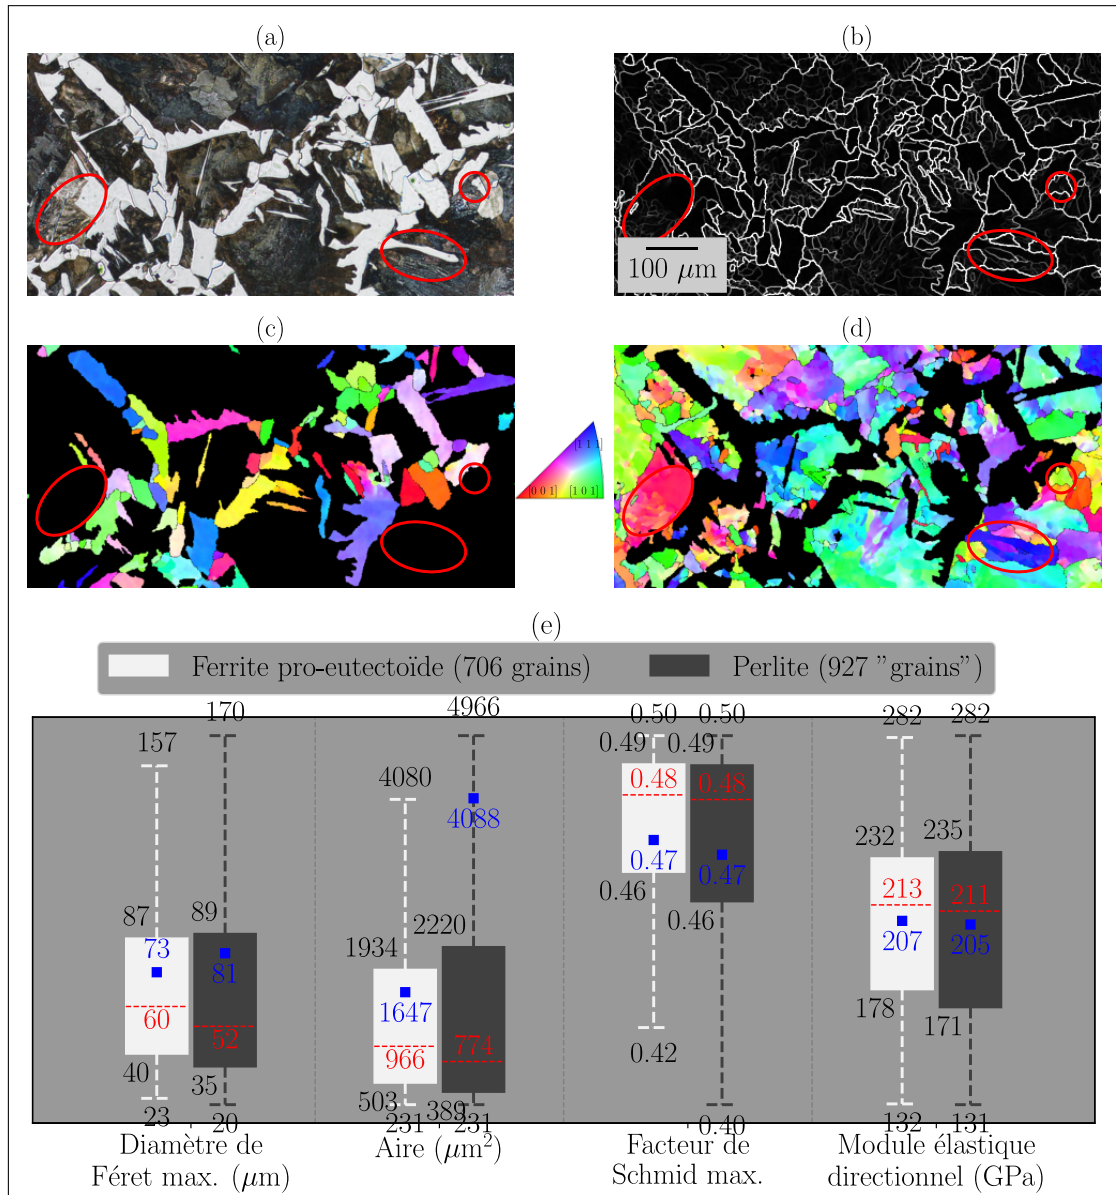 (a)
(b)
100 μm
(c)
(d)
[1 1 1]
[0 0 1]
[1 0 1]
(e)
Ferrite pro-eutectoïde (706 grains)
Perlite (927 "grains")
157
170
87
89
73
81
60
52
40
35
23
20
4080
4966
4088
1934
2220
1647
966
774
503
389
231
231
0.50
0.50
0.49
0.49
0.48
0.48
0.47
0.47
0.46
0.46
0.42
0.40
282
282
232
235
213
211
207
205
178
171
132
131
Diamètre de
Féret max. (μm)
Aire (μm²)
Facteur de
Schmid max.
Module élastique
directionnel (GPa)